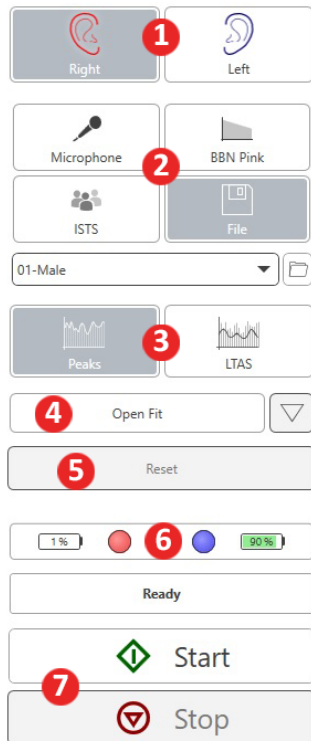 1
Right Left
Microphone BBN Pink
2
ISTS File
01-Male
3
Peaks LTAS
4 Open Fit
5 Reset
1 % 6 90 %
Ready
Start
7
Stop